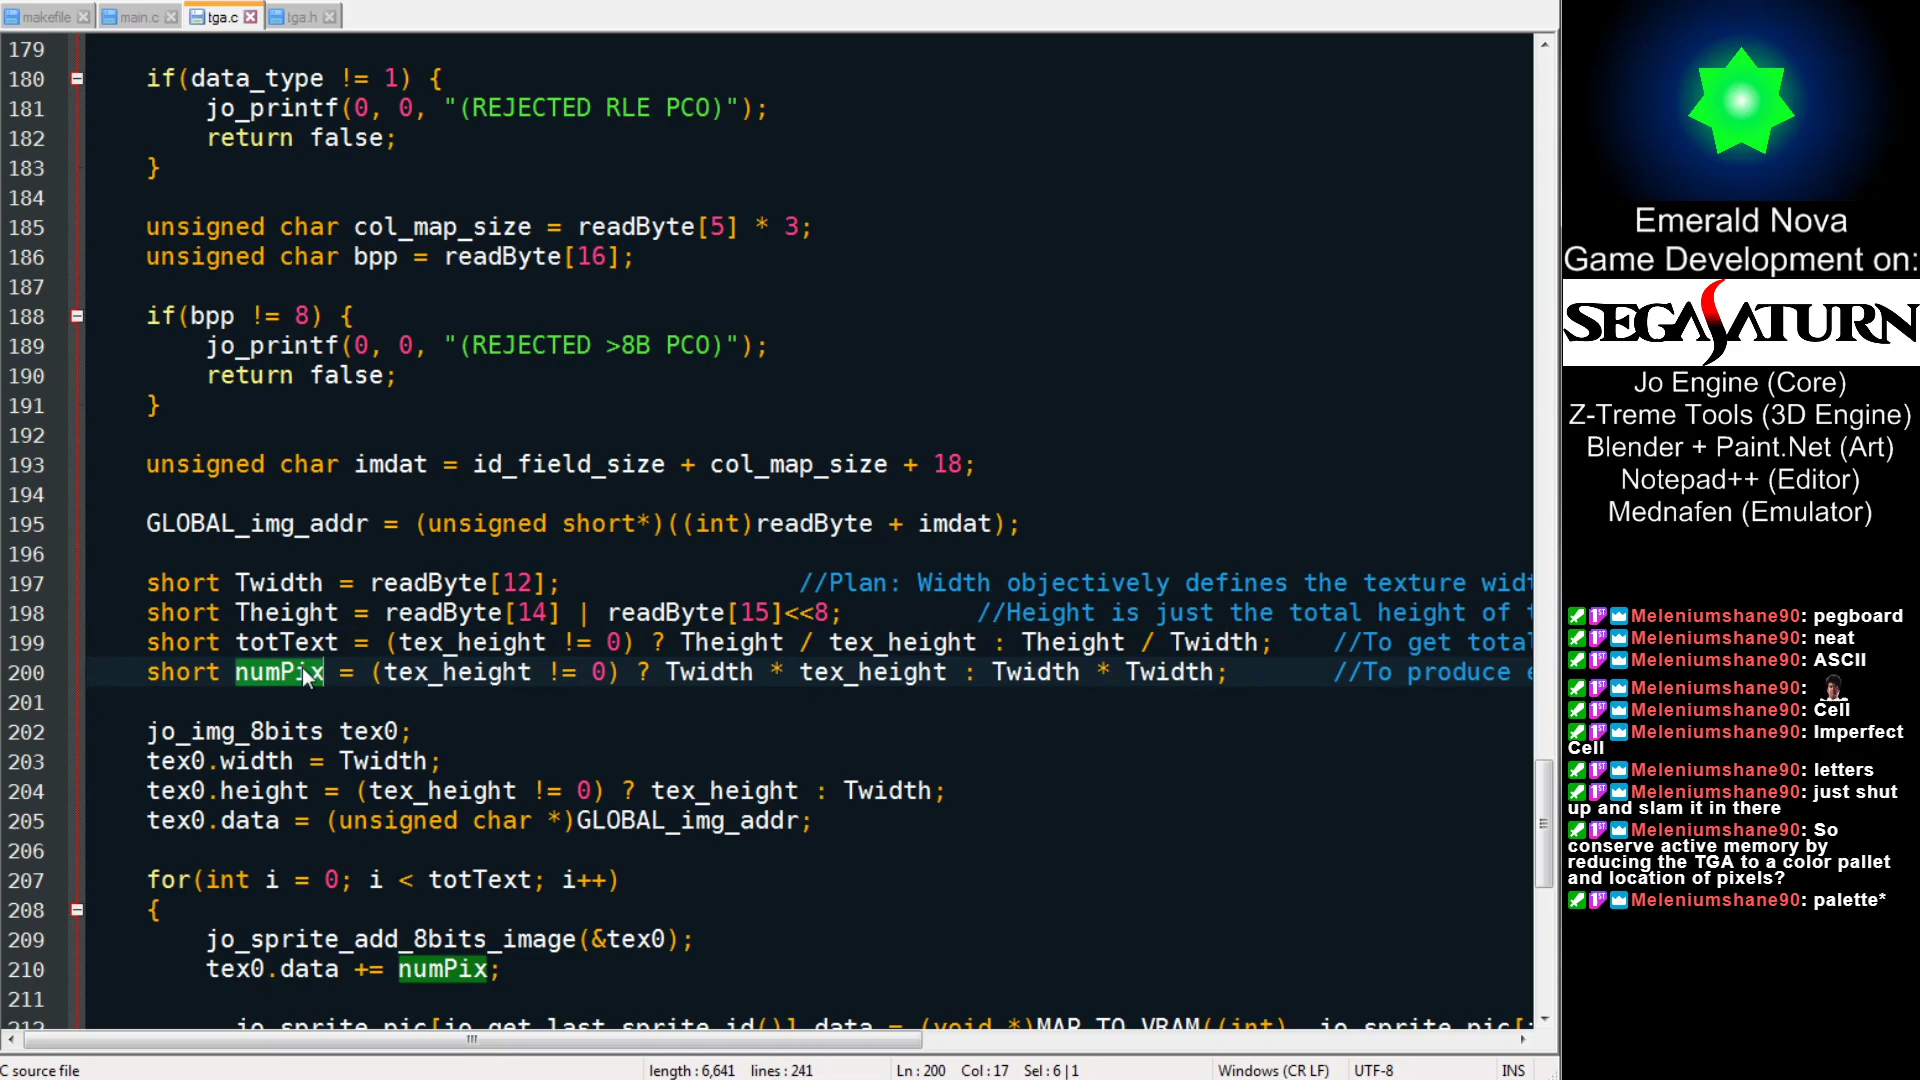 makefile main.c tga.c tga.h
179
180 if(data_type != 1) {
181 jo_printf(0, 0, "(REJECTED RLE PCO)");
182 return false;
183 }
184
185 unsigned char col_map_size = readByte[5] * 3;
186 unsigned char bpp = readByte[16];
187
188 if(bpp != 8) {
189 jo_printf(0, 0, "(REJECTED >8B PCO)");
190 return false;
191 }
192
193 unsigned char imdat = id_field_size + col_map_size + 18;
194
195 GLOBAL_img_addr = (unsigned short*)((int)readByte + imdat);
196
197 short Twidth = readByte[12]; //Plan: Width objectively defines the texture widt
198 short Theight = readByte[14] | readByte[15]<<8; //Height is just the total height of t
199 short totText = (tex_height != 0) ? Theight / tex_height : Theight / Twidth; //To get total
200 short numPix = (tex_height != 0) ? Twidth * tex_height : Twidth * Twidth; //To produce e
201
202 jo_img_8bits tex0;
203 tex0.width = Twidth;
204 tex0.height = (tex_height != 0) ? tex_height : Twidth;
205 tex0.data = (unsigned char *)GLOBAL_img_addr;
206
207 for(int i = 0; i < totText; i++)
208 {
209 jo_sprite_add_8bits_image(&tex0);
210 tex0.data += numPix;
211
212
C source file length : 6,641 lines : 241 Ln : 200 Col : 17 Sel : 6 | 1 Windows (CR LF) UTF-8 INS
Emerald Nova
Game Development on:
SEGA SATURN
Jo Engine (Core)
Z-Treme Tools (3D Engine)
Blender + Paint.Net (Art)
Notepad++ (Editor)
Mednafen (Emulator)
1ST Meleniumshane90: pegboard
1ST Meleniumshane90: neat
1ST Meleniumshane90: ASCII
1ST Meleniumshane90:
1ST Meleniumshane90: Cell
1ST Meleniumshane90: Imperfect
Cell
1ST Meleniumshane90: letters
1ST Meleniumshane90: just shut
up and slam it in there
1ST Meleniumshane90: So
conserve active memory by
reducing the TGA to a color pallet
and location of pixels?
1ST Meleniumshane90: palette*